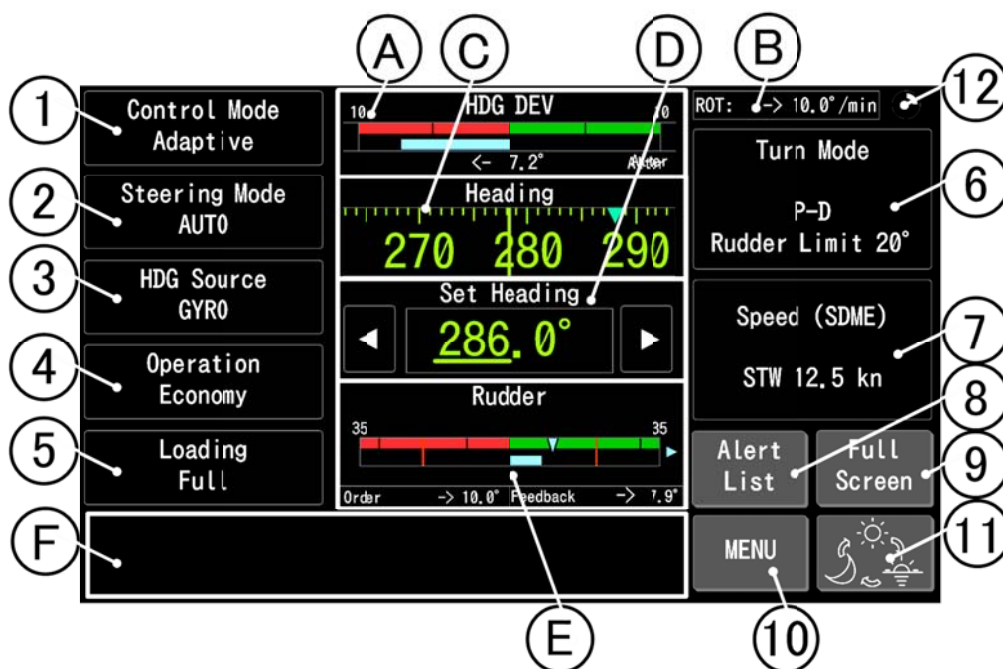 A
C
D
B
1
2
3
4
5
F
E
12
6
7
8
9
11
10
Control Mode
Adaptive
Steering Mode
AUTO
HDG Source
GYRO
Operation
Economy
Loading
Full
HDG DEV
10
<- 7.2°
Heading
270 280 290
Set Heading
286.0°
Rudder
35 35
Order -> 10.0° Feedback -> 7.9°
ROT: -> 10.0°/min
Turn Mode
P-D
Rudder Limit 20°
Speed (SDME)
STW 12.5 kn
Alert
List
Full
Screen
MENU